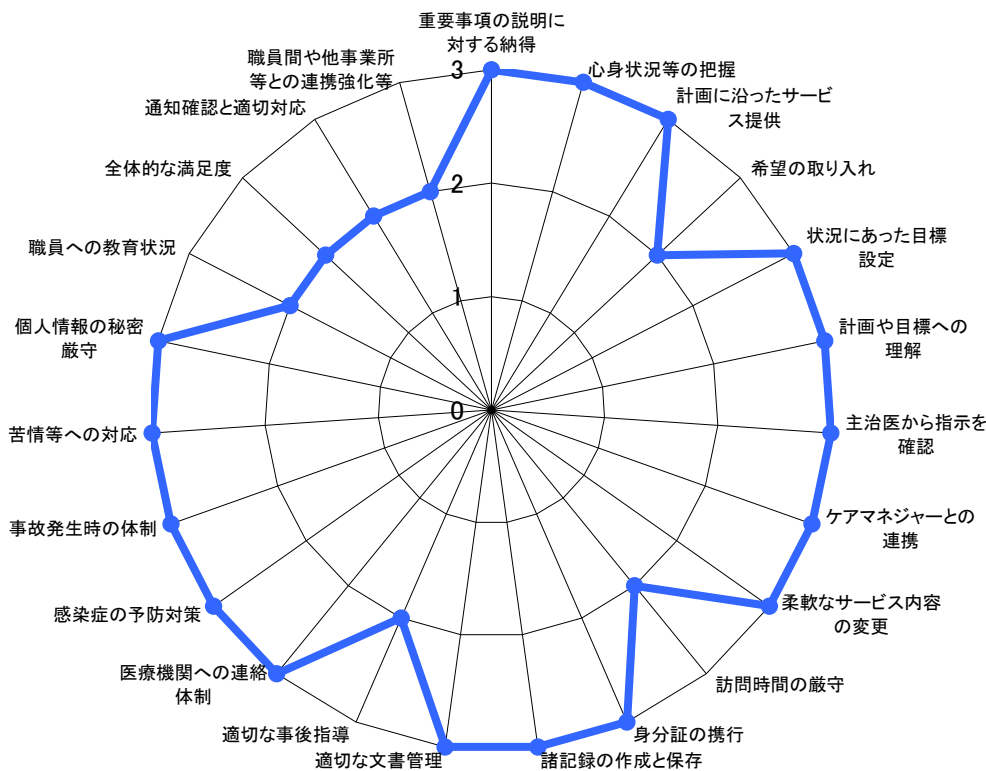 重要事項の説明に
対する納得
心身状況等の把握
計画に沿ったサービ
ス提供
希望の取り入れ
状況にあった目標
設定
計画や目標への
理解
主治医から指示を
確認
ケアマネジャーとの
連携
柔軟なサービス内容
の変更
訪問時間の厳守
身分証の携行
諸記録の作成と保存
適切な文書管理
適切な事後指導
医療機関への連絡
体制
感染症の予防対策
事故発生時の体制
苦情等への対応
個人情報の秘密
厳守
職員への教育状況
全体的な満足度
通知確認と適切対応
職員間や他事業所
等との連携強化等
3
2
1
0